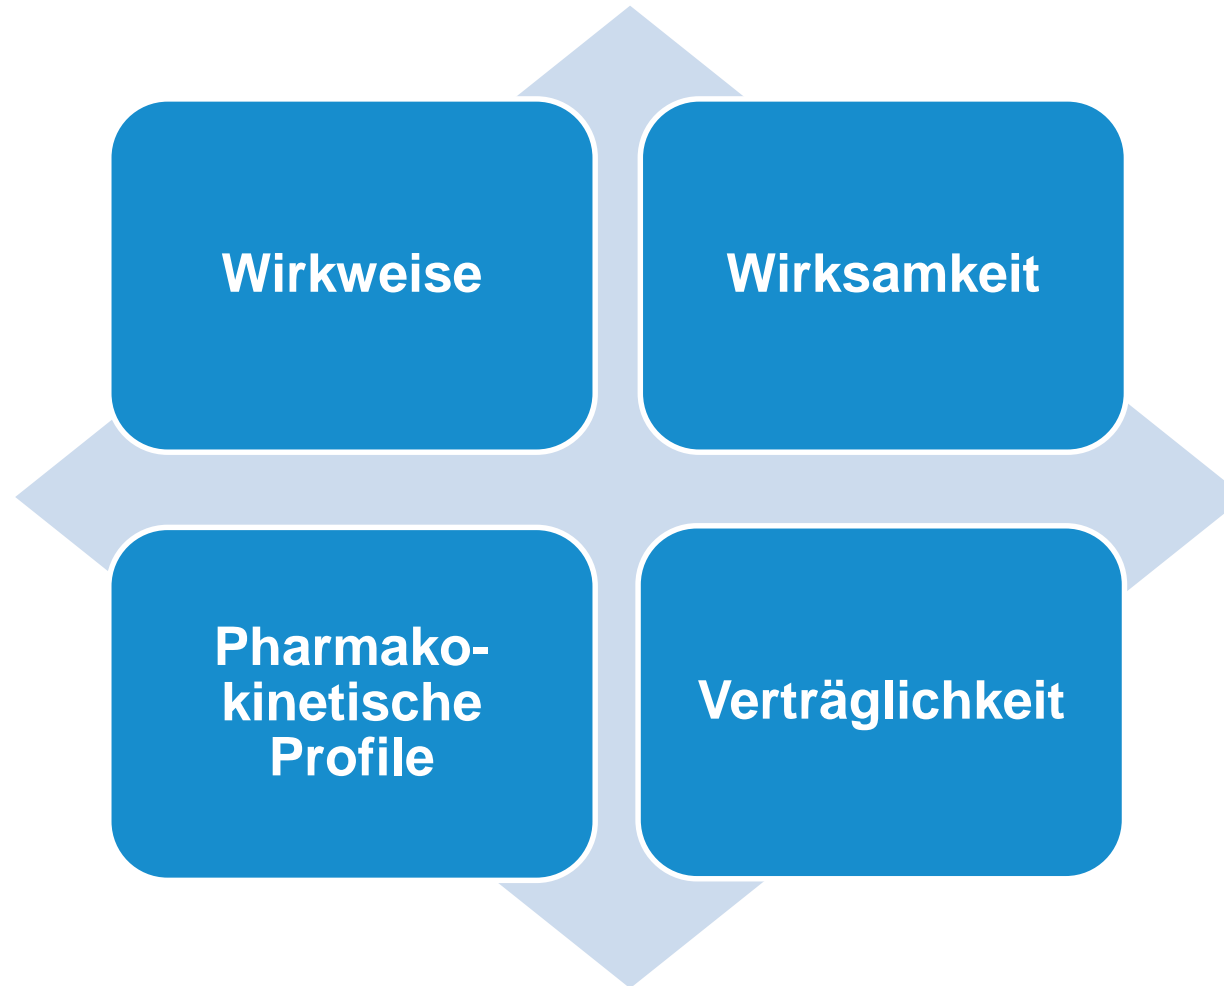 Wirkweise
Wirksamkeit
Pharmako-
kinetische
Profile
Verträglichkeit